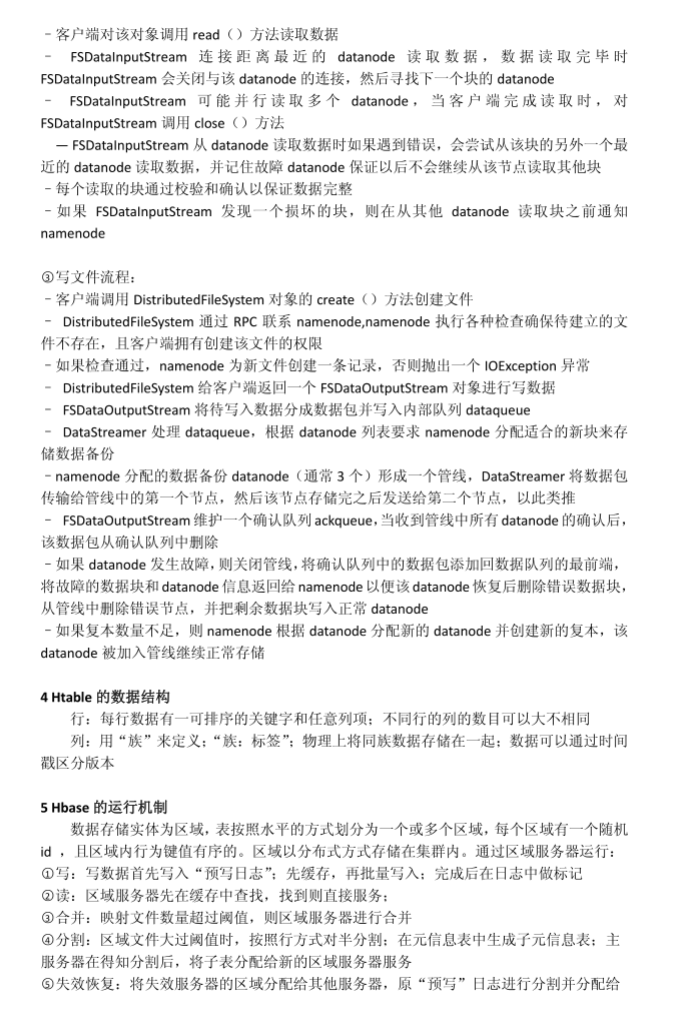 －客户端对该对象调用 read（）方法读取数据
－ FSDataInputStream 连接距离最近的 datanode 读取数据，数据读取完毕时
FSDataInputStream 会关闭与该 datanode 的连接，然后寻找下一个块的 datanode
－ FSDataInputStream 可能并行读取多个 datanode，当客户端完成读取时，对
FSDataInputStream 调用 close（）方法
— FSDataInputStream 从 datanode 读取数据时如果遇到错误，会尝试从该块的另外一个最
近的 datanode 读取数据，并记住故障 datanode 保证以后不会继续从该节点读取其他块
－每个读取的块通过校验和确认以保证数据完整
－如果 FSDataInputStream 发现一个损坏的块，则在从其他 datanode 读取块之前通知
namenode
③写文件流程：
－客户端调用 DistributedFileSystem 对象的 create（）方法创建文件
－ DistributedFileSystem 通过 RPC 联系 namenode,namenode 执行各种检查确保待建立的文
件不存在，且客户端拥有创建该文件的权限
－如果检查通过，namenode 为新文件创建一条记录，否则抛出一个 IOException 异常
－ DistributedFileSystem 给客户端返回一个 FSDataOutputStream 对象进行写数据
－ FSDataOutputStream 将待写入数据分成数据包并写入内部队列 dataqueue
－ DataStreamer 处理 dataqueue，根据 datanode 列表要求 namenode 分配适合的新块来存
储数据备份
－namenode 分配的数据备份 datanode（通常 3 个）形成一个管线，DataStreamer 将数据包
传输给管线中的第一个节点，然后该节点存储完之后发送给第二个节点，以此类推
－ FSDataOutputStream 维护一个确认队列 ackqueue，当收到管线中所有 datanode 的确认后，
该数据包从确认队列中删除
－如果 datanode 发生故障，则关闭管线，将确认队列中的数据包添加回数据队列的最前端，
将故障的数据块和 datanode 信息返回给 namenode 以便该 datanode 恢复后删除错误数据块，
从管线中删除错误节点，并把剩余数据块写入正常 datanode
－如果复本数量不足，则 namenode 根据 datanode 分配新的 datanode 并创建新的复本，该
datanode 被加入管线继续正常存储
4 Htable 的数据结构
行：每行数据有一可排序的关键字和任意列项；不同行的列的数目可以大不相同
列：用“族”来定义；“族：标签”；物理上将同族数据存储在一起；数据可以通过时间
戳区分版本
5 Hbase 的运行机制
数据存储实体为区域，表按照水平的方式划分为一个或多个区域，每个区域有一个随机
id ，且区域内行为键值有序的。区域以分布式方式存储在集群内。通过区域服务器运行：
①写：写数据首先写入“预写日志”；先缓存，再批量写入；完成后在日志中做标记
②读：区域服务器先在缓存中查找，找到则直接服务；
③合并：映射文件数量超过阈值，则区域服务器进行合并
④分割：区域文件大过阈值时，按照行方式对半分割；在元信息表中生成子元信息表；主
服务器在得知分割后，将子表分配给新的区域服务器服务
⑤失效恢复：将失效服务器的区域分配给其他服务器，原“预写”日志进行分割并分配给